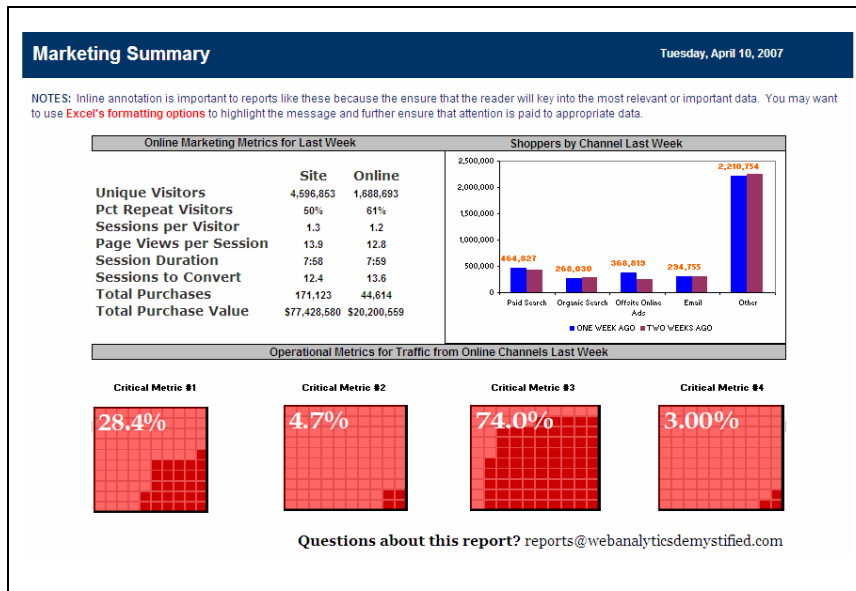 Marketing Summary
Tuesday, April 10, 2007
NOTES: Inline annotation is important to reports like these because the ensure that the reader will key into the most relevant or important data. You may want
to use Excel's formatting options to highlight the message and further ensure that attention is paid to appropriate data.
Online Marketing Metrics for Last Week
Site Online
Unique Visitors 4,596,853 1,688,693
Pct Repeat Visitors 50% 61%
Sessions per Visitor 1.3 1.2
Page Views per Session 13.9 12.8
Session Duration 7:58 7:59
Sessions to Convert 12.4 13.6
Total Purchases 171,123 44,614
Total Purchase Value $77,428,580 $20,200,559
Shoppers by Channel Last Week
2,500,000
2,000,000
1,500,000
1,000,000
500,000
0
464,827
268,030
368,819
294,755
2,210,754
Paid Search
Organic Search
Offsite Online
Ads
Email
Other
ONE WEEK AGO TWO WEEKS AGO
Operational Metrics for Traffic from Online Channels Last Week
Critical Metric #1
28.4%
Critical Metric #2
4.7%
Critical Metric #3
74.0%
Critical Metric #4
3.00%
Questions about this report? reports@webanalyticsdemystified.com